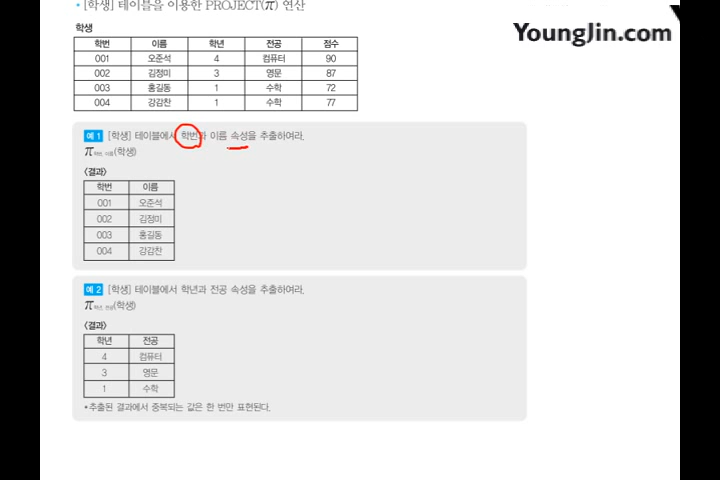 • [학생] 테이블을 이용한 PROJECT(π) 연산
YoungJin.com
학생
학번 이름 학년 전공 점수
001 오준석 4 컴퓨터 90
002 김정미 3 영문 87
003 홍길동 1 수학 72
004 강감찬 1 수학 77
예 1 [학생] 테이블에서 학번과 이름 속성을 추출하여라.
π학번, 이름(학생)
〈결과〉
학번 이름
001 오준석
002 김정미
003 홍길동
004 강감찬
예 2 [학생] 테이블에서 학년과 전공 속성을 추출하여라.
π학년, 전공(학생)
〈결과〉
학년 전공
4 컴퓨터
3 영문
1 수학
•추출된 결과에서 중복되는 같은 한 번만 표현된다.